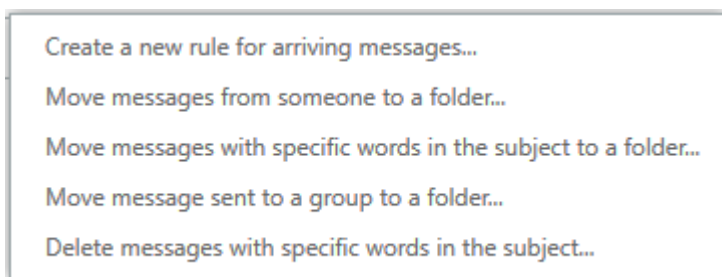 Create a new rule for arriving messages...
Move messages from someone to a folder...
Move messages with specific words in the subject to a folder...
Move message sent to a group to a folder...
Delete messages with specific words in the subject...